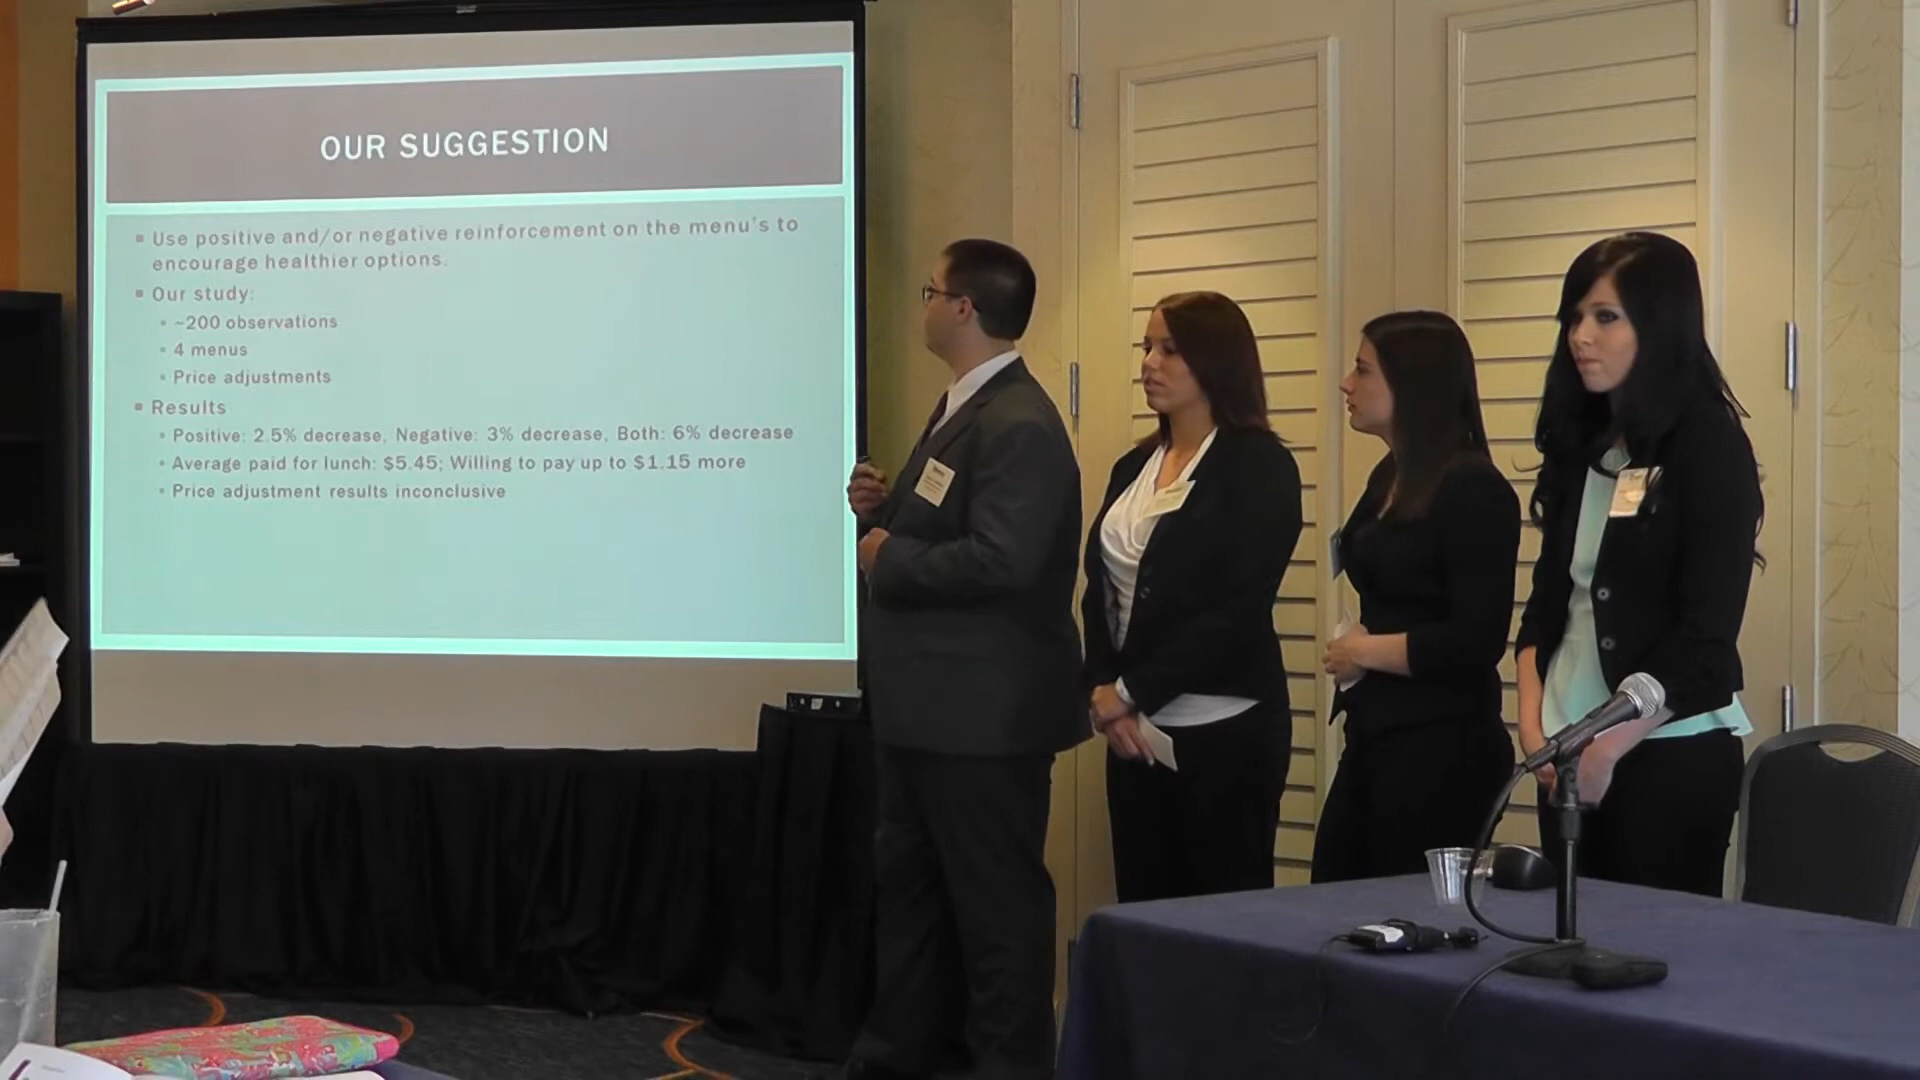 OUR SUGGESTION
Use positive and/or negative reinforcement on the menu's to
encourage healthier options.
Our study:
~200 observations
4 menus
Price adjustments
Results
Positive: 2.5% decrease, Negative: 3% decrease, Both: 6% decrease
Average paid for lunch: $5.45; Willing to pay up to $1.15 more
Price adjustment results inconclusive